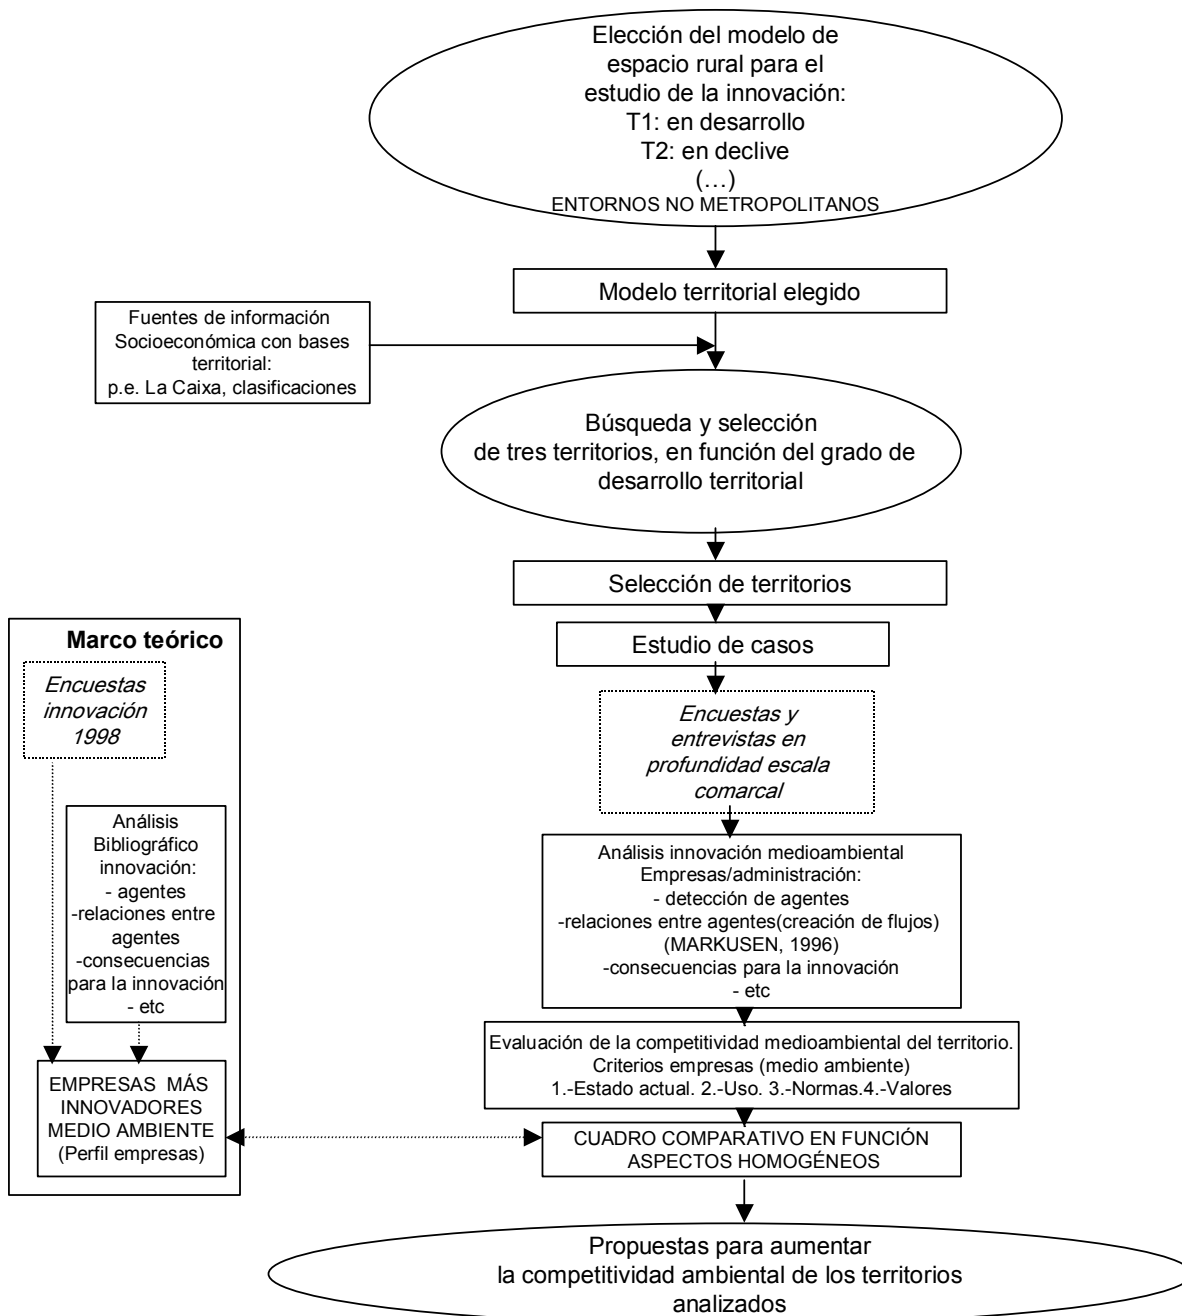 Elección del modelo de
espacio rural para el
estudio de la innovación:
T1: en desarrollo
T2: en declive
(…)
ENTORNOS NO METROPOLITANOS
Modelo territorial elegido
Fuentes de información
Socioeconómica con bases
territorial:
p.e. La Caixa, clasificaciones
Búsqueda y selección
de tres territorios, en función del grado de
desarrollo territorial
Selección de territorios
Estudio de casos
Encuestas y
entrevistas en
profundidad escala
comarcal
Análisis innovación medioambiental
Empresas/administración:
- detección de agentes
-relaciones entre agentes(creación de flujos)
(MARKUSEN, 1996)
-consecuencias para la innovación
- etc
Evaluación de la competitividad medioambiental del territorio.
Criterios empresas (medio ambiente)
1.-Estado actual. 2.-Uso. 3.-Normas.4.-Valores
Marco teórico
Encuestas
innovación
1998
Análisis
Bibliográfico
innovación:
- agentes
-relaciones entre
agentes
-consecuencias
para la innovación
- etc
EMPRESAS MÁS
INNOVADORES
MEDIO AMBIENTE
(Perfil empresas)
CUADRO COMPARATIVO EN FUNCIÓN
ASPECTOS HOMOGÉNEOS
Propuestas para aumentar
la competitividad ambiental de los territorios
analizados